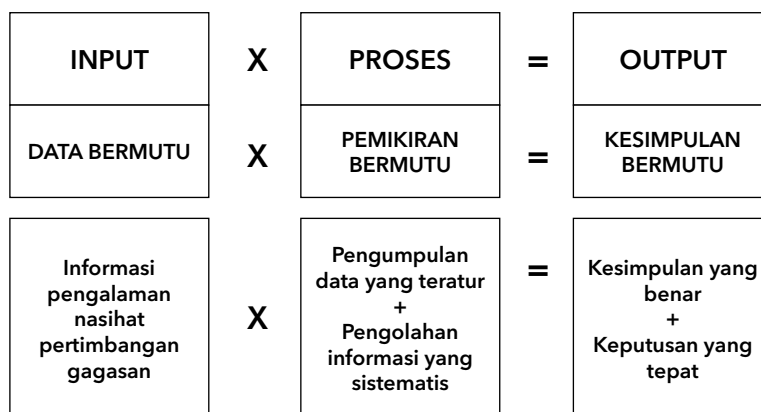 INPUT X PROSES = OUTPUT
DATA BERMUTU X PEMIKIRAN BERMUTU = KESIMPULAN BERMUTU
Informasi
pengalaman
nasihat
pertimbangan
gagasan
X
Pengumpulan
data yang teratur
+
Pengolahan
informasi yang
sistematis
=
Kesimpulan yang
benar
+
Keputusan yang
tepat